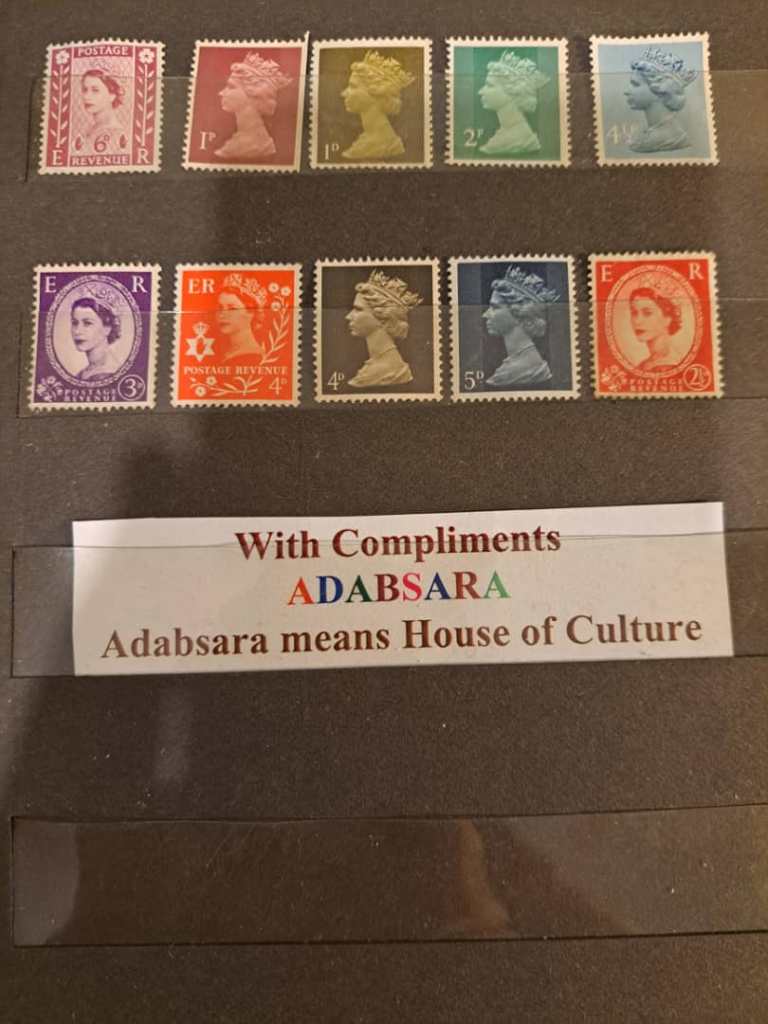 POSTAGE
6D
E REVENUE R
1P
1D
2P
4½P
E R
3D
POSTAGE
REVENUE
ER
POSTAGE REVENUE
4D
4D
5D
E R
2½D
POSTAGE
REVENUE
With Compliments
ADABSARA
Adabsara means House of Culture